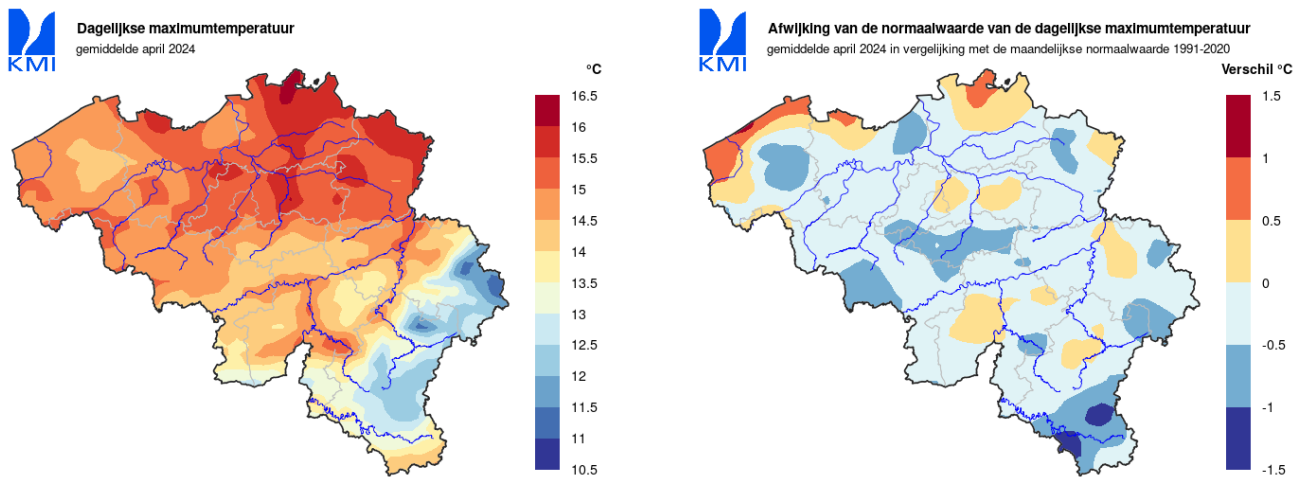 KMI
Dagelijkse maximumtemperatuur
gemiddelde april 2024
°C
16.5
16
15.5
15
14.5
14
13.5
13
12.5
12
11.5
11
10.5
KMI
Afwijking van de normaalwaarde van de dagelijkse maximumtemperatuur
gemiddelde april 2024 in vergelijking met de maandelijkse normaalwaarde 1991-2020
Verschil °C
1.5
1
0.5
0
-0.5
-1
-1.5